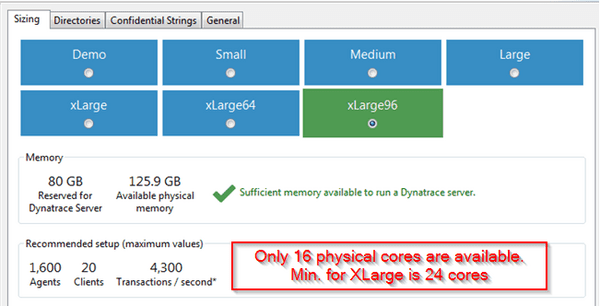 Sizing Directories Confidential Strings General
Demo Small Medium Large
xLarge xLarge64 xLarge96
Memory
80 GB 125.9 GB
Reserved for Available physical
Dynatrace Server memory
Sufficient memory available to run a Dynatrace server.
Recommended setup (maximum values)
1,600 20 4,300
Agents Clients Transactions / second*
Only 16 physical cores are available.
Min. for XLarge is 24 cores